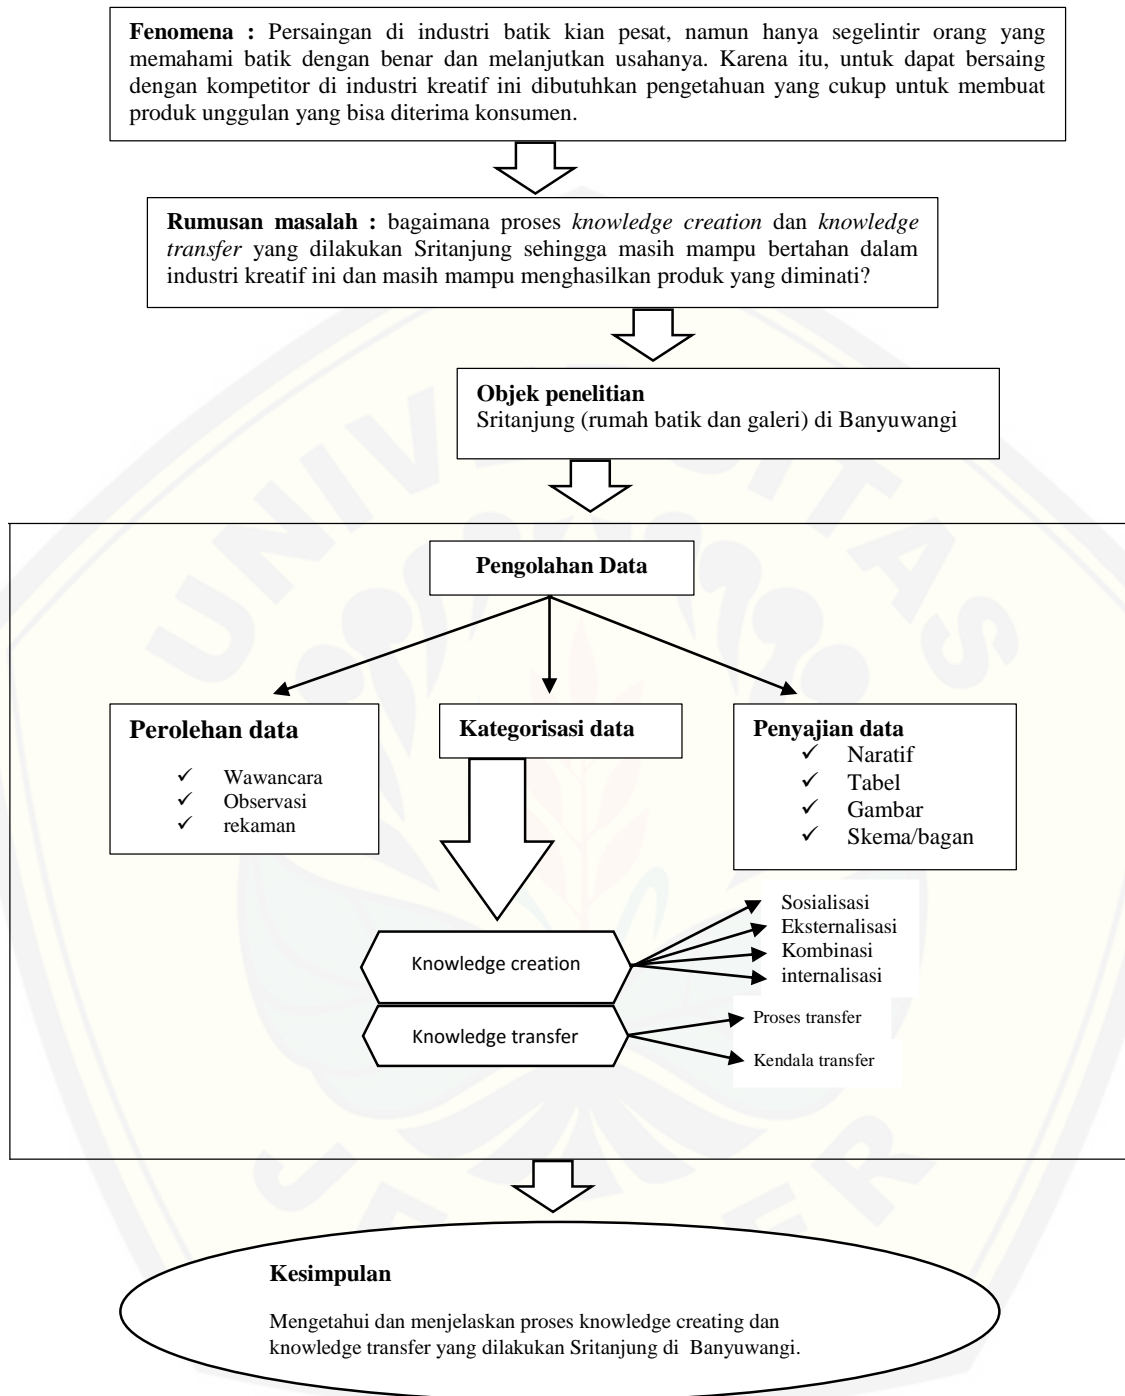 Fenomena : Persaingan di industri batik kian pesat, namun hanya segelintir orang yang
memahami batik dengan benar dan melanjutkan usahanya. Karena itu, untuk dapat bersaing
dengan kompetitor di industri kreatif ini dibutuhkan pengetahuan yang cukup untuk membuat
produk unggulan yang bisa diterima konsumen.
Rumusan masalah : bagaimana proses knowledge creation dan knowledge
transfer yang dilakukan Sritanjung sehingga masih mampu bertahan dalam
industri kreatif ini dan masih mampu menghasilkan produk yang diminati?
Objek penelitian
Sritanjung (rumah batik dan galeri) di Banyuwangi
Pengolahan Data
Perolehan data
✓ Wawancara
✓ Observasi
✓ rekaman
Kategorisasi data
Penyajian data
✓ Naratif
✓ Tabel
✓ Gambar
✓ Skema/bagan
Knowledge creation
Sosialisasi
Eksternalisasi
Kombinasi
internalisasi
Knowledge transfer
Proses transfer
Kendala transfer
Kesimpulan
Mengetahui dan menjelaskan proses knowledge creating dan
knowledge transfer yang dilakukan Sritanjung di Banyuwangi.
UNIVERSITAS
JEMBER